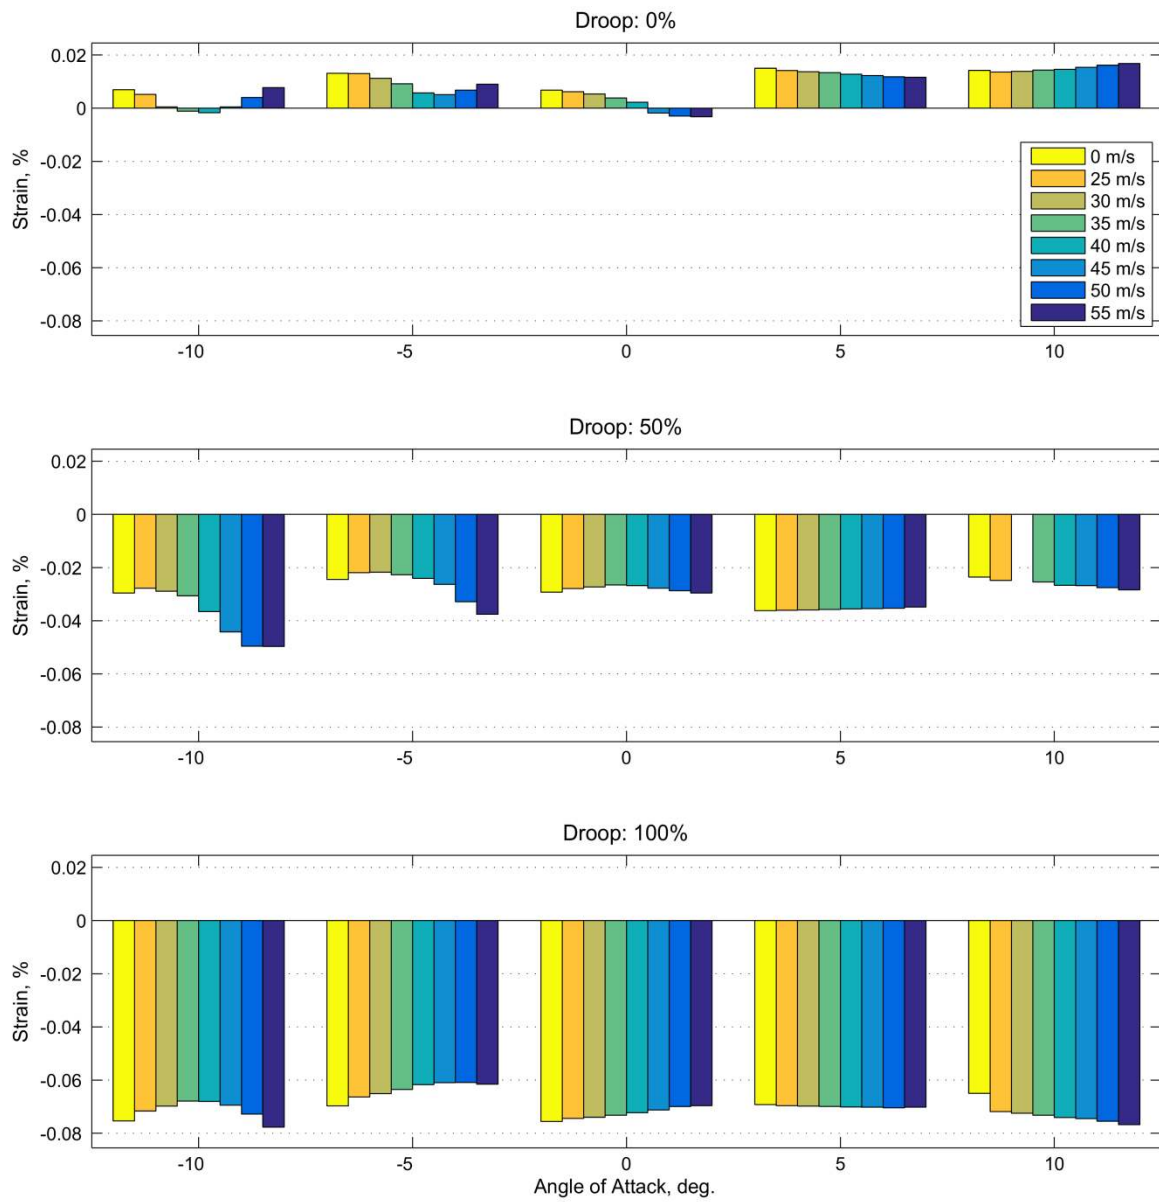 Droop: 0%
0.02
0
-0.02
-0.04
-0.06
-0.08
Strain, %
-10 -5 0 5 10
0 m/s
25 m/s
30 m/s
35 m/s
40 m/s
45 m/s
50 m/s
55 m/s
Droop: 50%
0.02
0
-0.02
-0.04
-0.06
-0.08
Strain, %
-10 -5 0 5 10
Droop: 100%
0.02
0
-0.02
-0.04
-0.06
-0.08
Strain, %
-10 -5 0 5 10
Angle of Attack, deg.